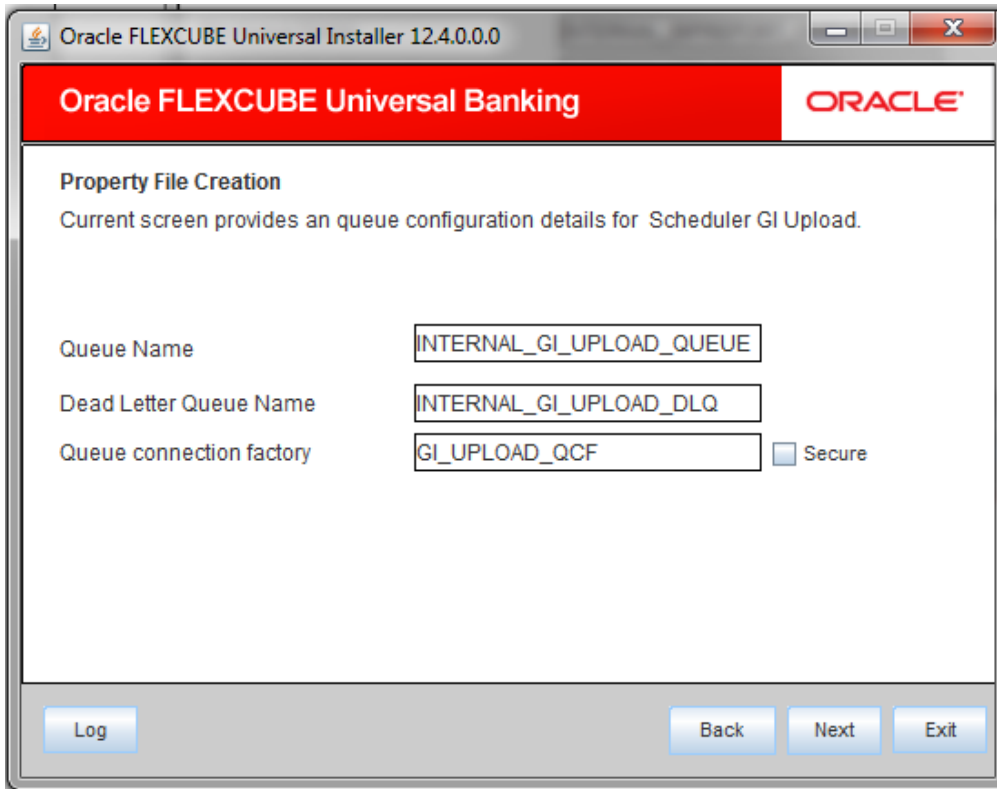 Oracle FLEXCUBE Universal Installer 12.4.0.0.0
Oracle FLEXCUBE Universal Banking
ORACLE
Property File Creation
Current screen provides an queue configuration details for Scheduler GI Upload.
Queue Name INTERNAL_GI_UPLOAD_QUEUE
Dead Letter Queue Name INTERNAL_GI_UPLOAD_DLQ
Queue connection factory GI_UPLOAD_QCF Secure
Log Back Next Exit